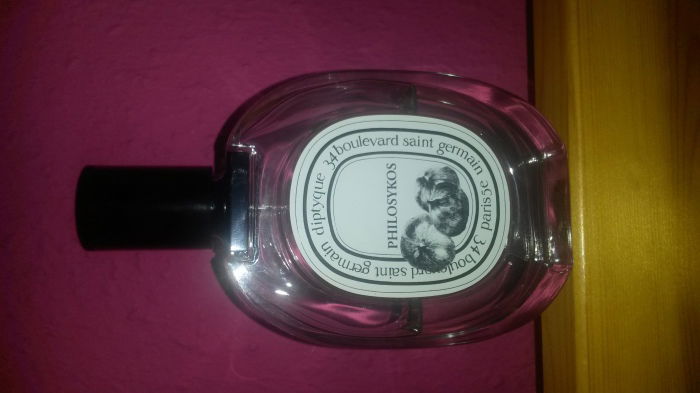 diptyque 34 boulevard saint germain paris5e 34 boulevard saint germain
PHILOSYKOS